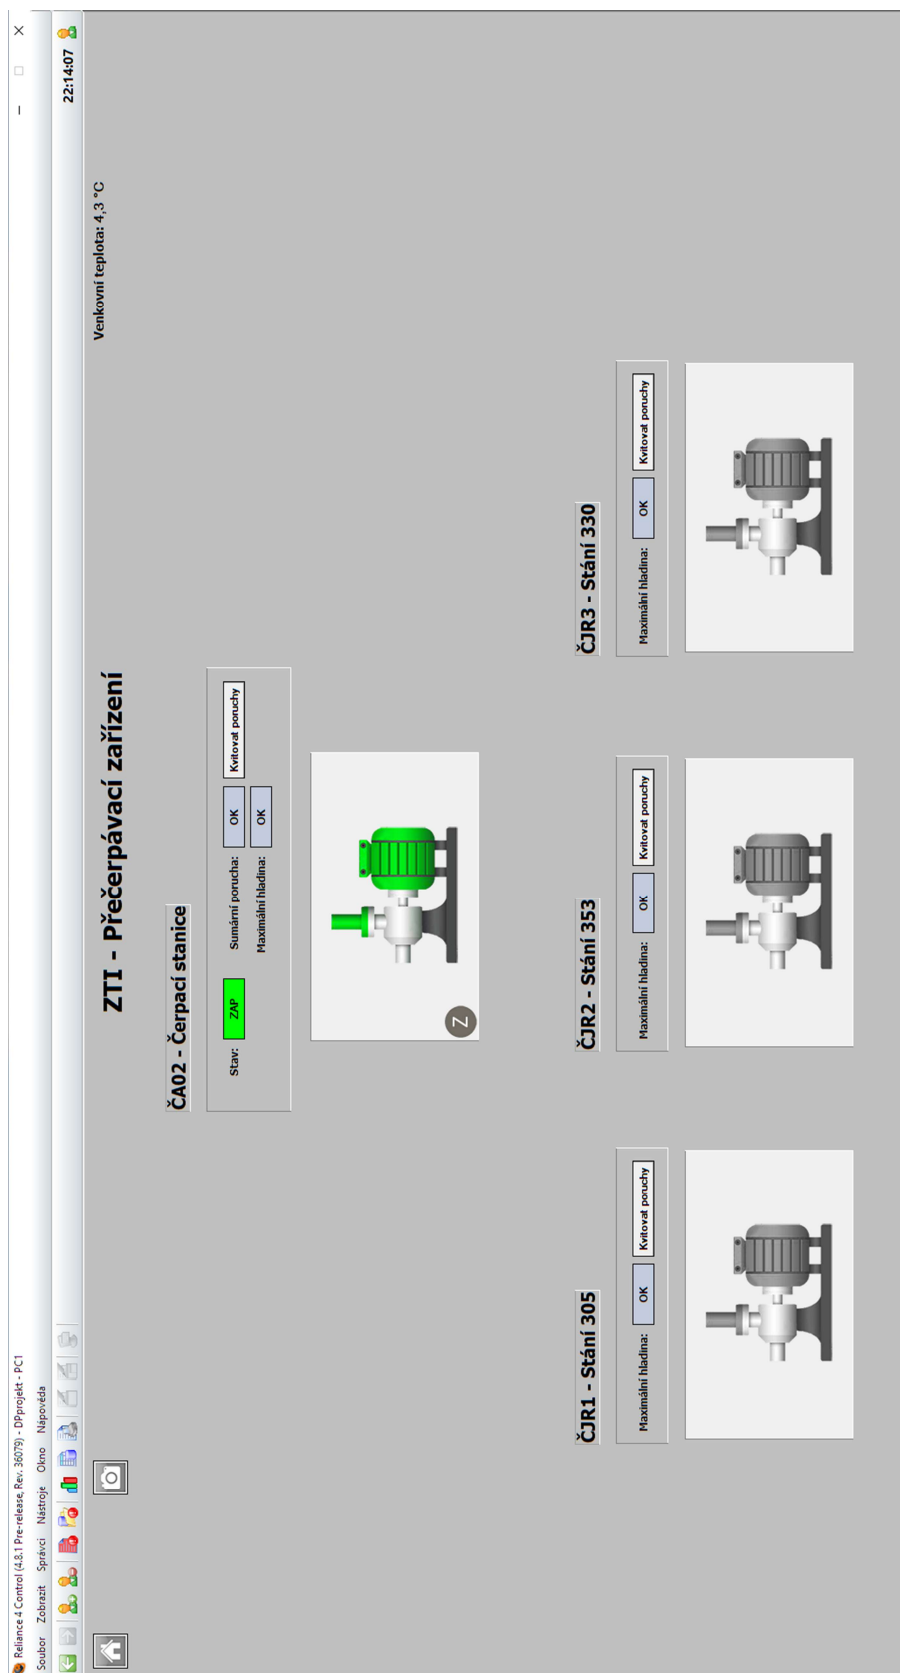 Reliance 4 Control (4.8.1 Pre-release, Rev. 36079) - DPprojekt - PC1
Soubor Zobrazit Správci Nástroje Okno Nápověda
22:14:07
ZTI - Přečerpávací zařízení
Venkovní teplota: 4,3 °C
ČA02 - Čerpací stanice
Stav: ZAP Sumární porucha: OK Kvitovat poruchy
Maximální hladina: OK
Z
ČJR1 - Stání 305
Maximální hladina: OK Kvitovat poruchy
ČJR2 - Stání 353
Maximální hladina: OK Kvitovat poruchy
ČJR3 - Stání 330
Maximální hladina: OK Kvitovat poruchy